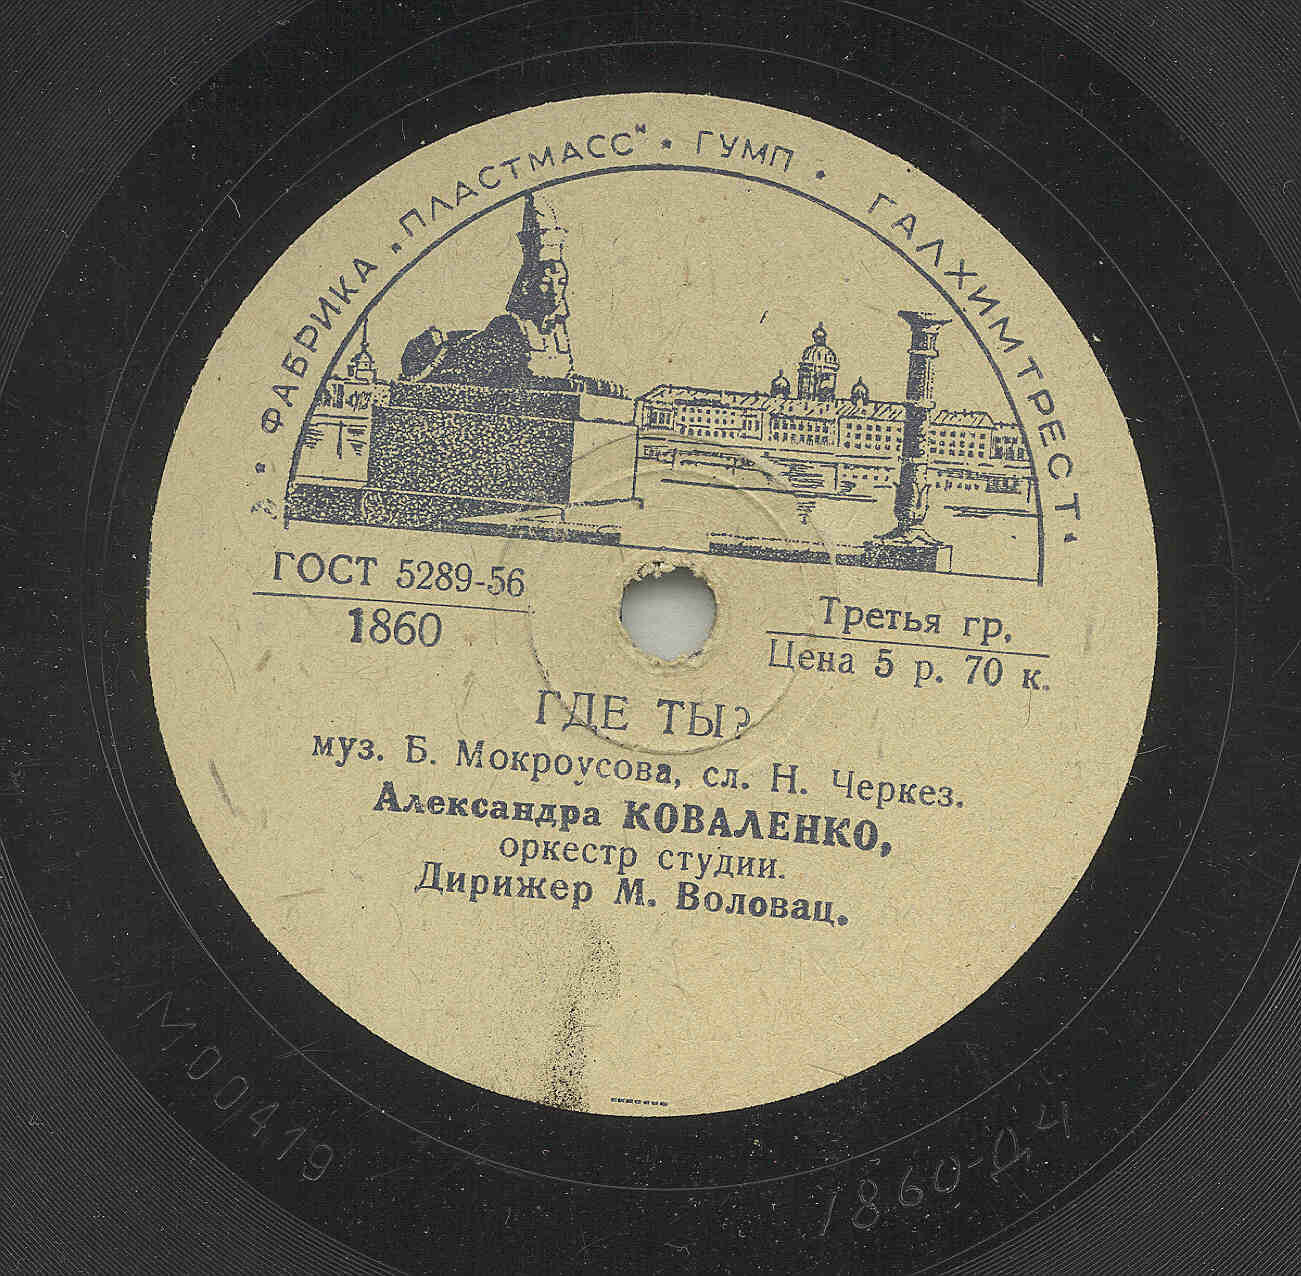 ФАБРИКА „ПЛАСТМАСС" • ГУМП • ГАЛХИМТРЕСТ •
ГОСТ 5289-56
1860
Третья гр.
Цена 5 р. 70 к.
ГДЕ ТЫ?
муз. Б. Мокроусова, сл. Н. Черкез.
Александра КОВАЛЕНКО,
оркестр студии.
Дирижер М. Воловац.
М00419
1860-Д4